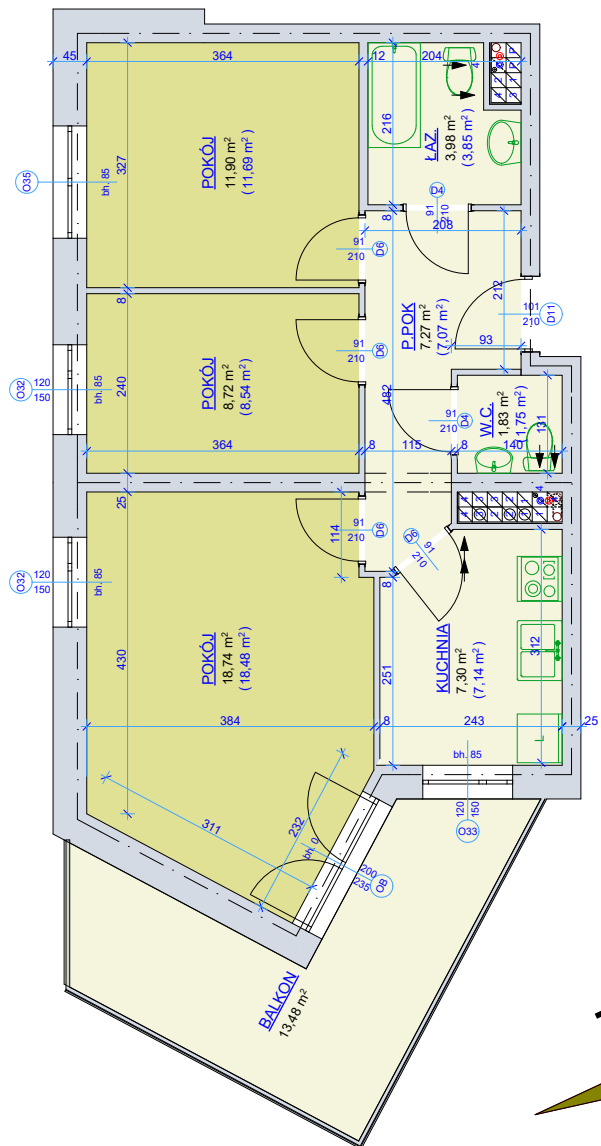 45
364
12
204
POKÓJ
11,90 m²
(11,69 m²)
327
bh. 85
O35
216
ŁAZ.
3,98 m²
(3,85 m²)
4
D4
91
210
208
8
91
210
D6
212
P.POK
7,27 m²
(7,07 m²)
101
210
D11
93
8
POKÓJ
8,72 m²
(8,54 m²)
240
bh. 85
O32
120
150
91
210
D6
482
91
210
D4
W.C.
1,83 m²
(1,75 m²)
131
364
8
115
8
140
25
114
91
210
D6
D6
91
210
4
O32
120
150
bh. 85
POKÓJ
18,74 m²
(18,48 m²)
430
8
251
KUCHNIA
7,30 m²
(7,14 m²)
312
L
384
8
243
25
bh. 85
120
150
O33
311
232
bh. 0
200
235
OB
BALKON
13,48 m²